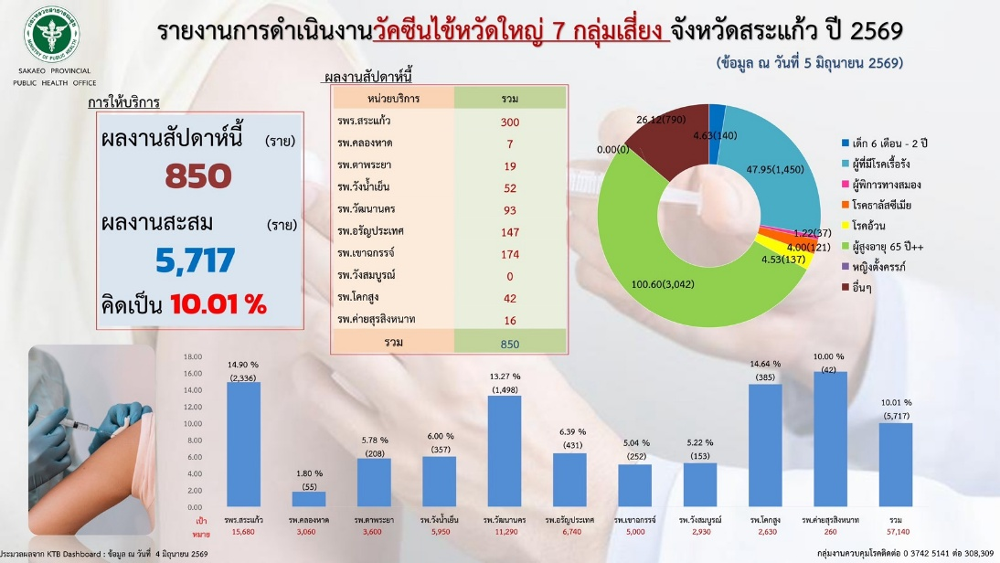 รายงานการดำเนินงานวัคซีนไข้หวัดใหญ่ 7 กลุ่มเสี่ยง จังหวัดสระแก้ว ปี 2569
(ข้อมูล ณ วันที่ 5 มิถุนายน 2569)
SAKAEO PROVINCIAL
PUBLIC HEALTH OFFICE
การให้บริการ
ผลงานสัปดาห์นี้ (ราย)
850
ผลงานสะสม (ราย)
5,717
คิดเป็น 10.01 %
ผลงานสัปดาห์นี้
หน่วยบริการ รวม
รพร.สระแก้ว 300
รพ.คลองหาด 7
รพ.ตาพระยา 19
รพ.วังน้ำเย็น 52
รพ.วัฒนานคร 93
รพ.อรัญประเทศ 147
รพ.เขาฉกรรจ์ 174
รพ.วังสมบูรณ์ 0
รพ.โคกสูง 42
รพ.ค่ายสุรสิงหนาท 16
รวม 850
26.12(790)
4.63(140)
0.00(0)
47.95(1,450)
1.22(37)
4.00(121)
4.53(137)
100.60(3,042)
เด็ก 6 เดือน - 2 ปี
ผู้ที่มีโรคเรื้อรัง
ผู้พิการทางสมอง
โรคธาลัสซีเมีย
โรคอ้วน
ผู้สูงอายุ 65 ปี++
หญิงตั้งครรภ์
อื่นๆ
18.00
16.00
14.00
12.00
10.00
8.00
6.00
4.00
2.00
0.00
14.90 %
(2,336)
1.80 %
(55)
5.78 %
(208)
6.00 %
(357)
13.27 %
(1,498)
6.39 %
(431)
5.04 %
(252)
5.22 %
(153)
14.64 %
(385)
10.00 %
(42)
10.01 %
(5,717)
เป้า รพร.สระแก้ว รพ.คลองหาด รพ.ตาพระยา รพ.วังน้ำเย็น รพ.วัฒนานคร รพ.อรัญประเทศ รพ.เขาฉกรรจ์ รพ.วังสมบูรณ์ รพ.โคกสูง รพ.ค่ายสุรสิงหนาท รวม
หมาย 15,680 3,060 3,600 5,950 11,290 6,740 5,000 2,930 2,630 260 57,140
ประมวลผลจาก KTB Dashboard : ข้อมูล ณ วันที่ 4 มิถุนายน 2569
กลุ่มงานควบคุมโรคติดต่อ 0 3742 5141 ต่อ 308,309